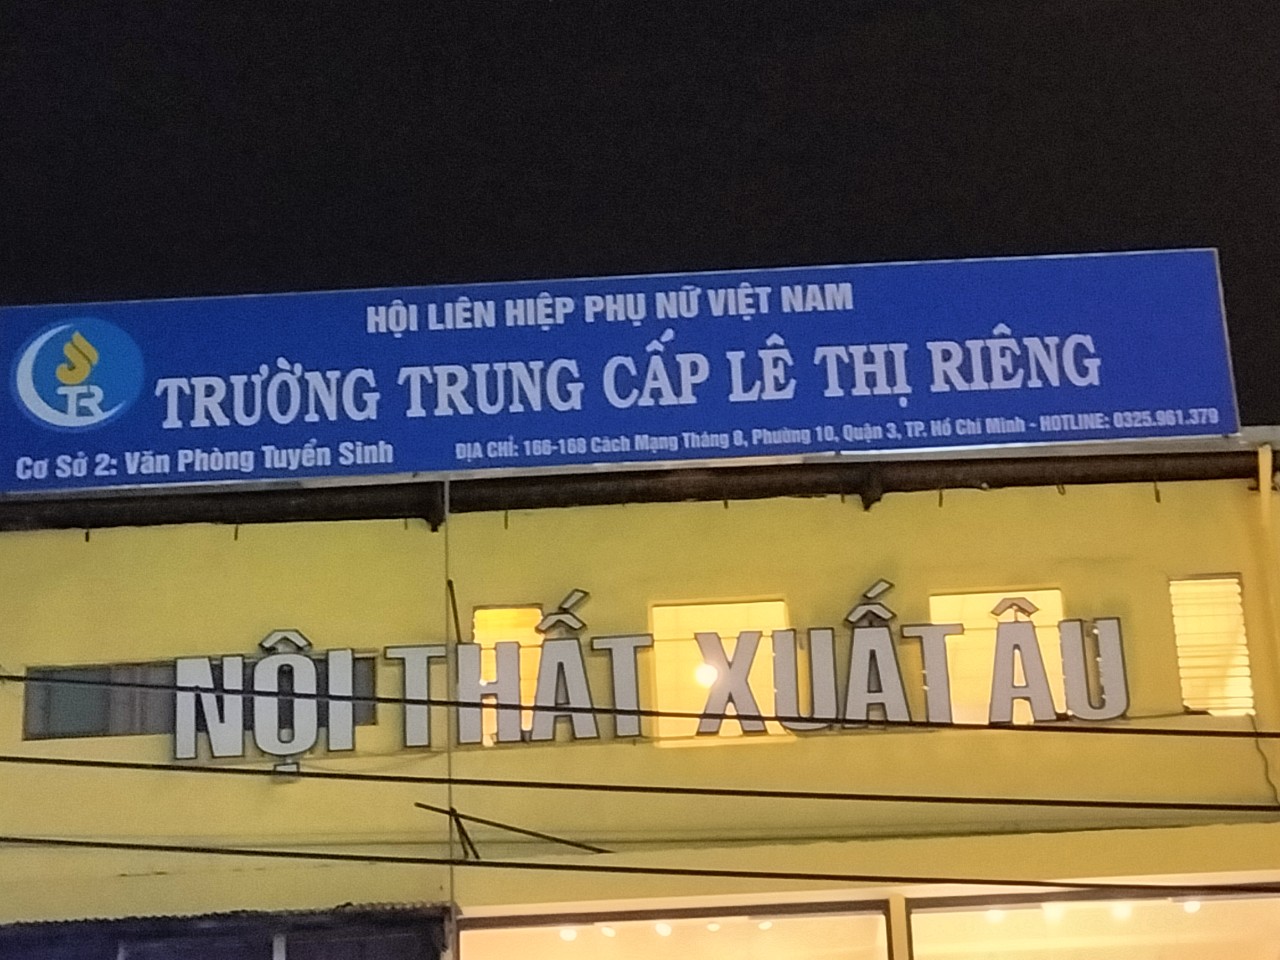 HỘI LIÊN HIỆP PHỤ NỮ VIỆT NAM
TRƯỜNG TRUNG CẤP LÊ THỊ RIÊNG
TR
Cơ Sở 2: Văn Phòng Tuyển Sinh
ĐỊA CHỈ: 166-168 Cách Mạng Tháng 8, Phường 10, Quận 3, TP. Hồ Chí Minh - HOTLINE: 0325.961.379
NỘI THẤT XUẤT ÂU